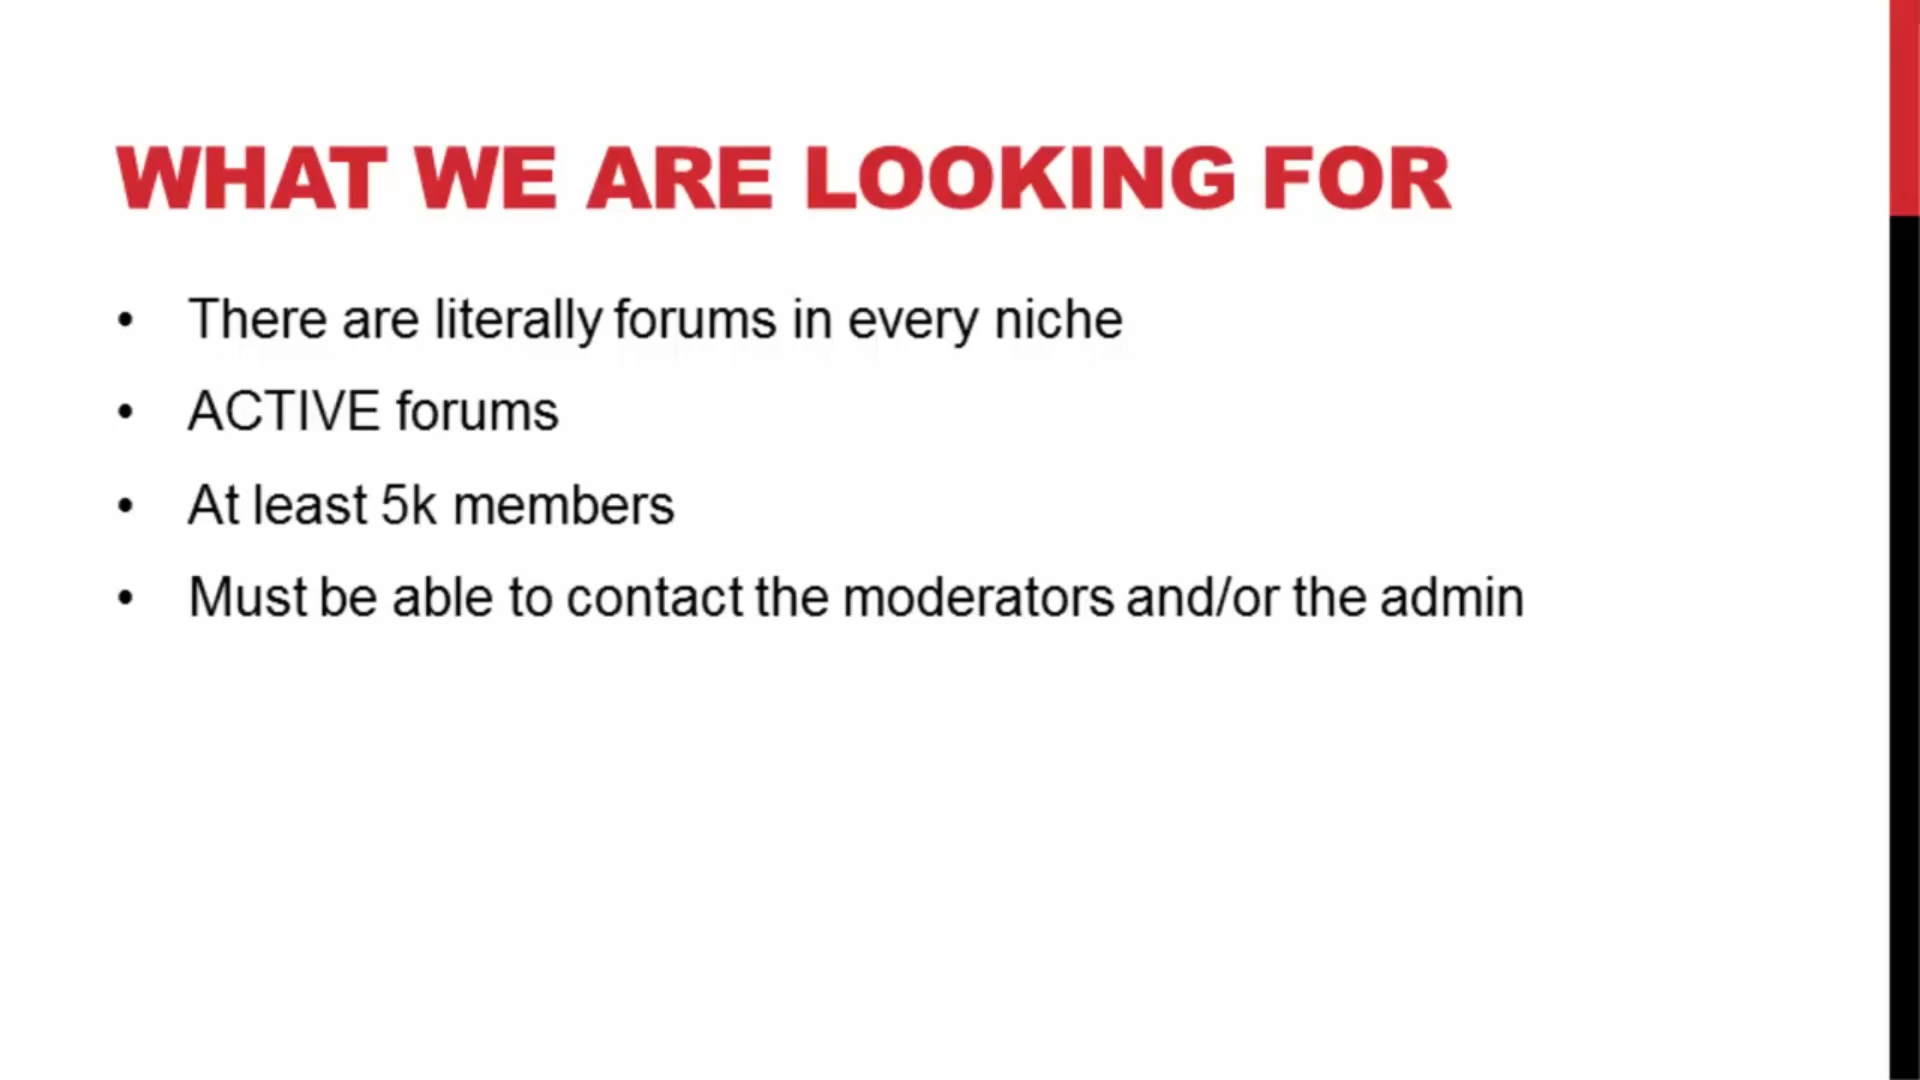 WHAT WE ARE LOOKING FOR
• There are literally forums in every niche
• ACTIVE forums
• At least 5k members
• Must be able to contact the moderators and/or the admin